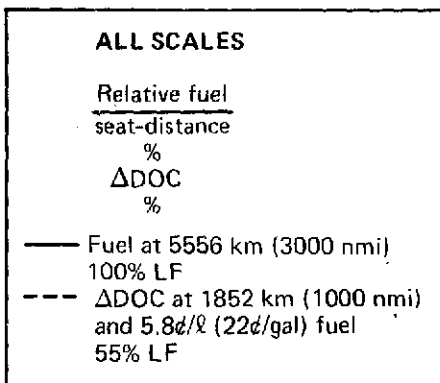 ALL SCALES
Relative fuel
seat-distance
%
ΔDOC
%
Fuel at 5556 km (3000 nmi)
100% LF
ΔDOC at 1852 km (1000 nmi)
and 5.8¢/ℓ (22¢/gal) fuel
55% LF